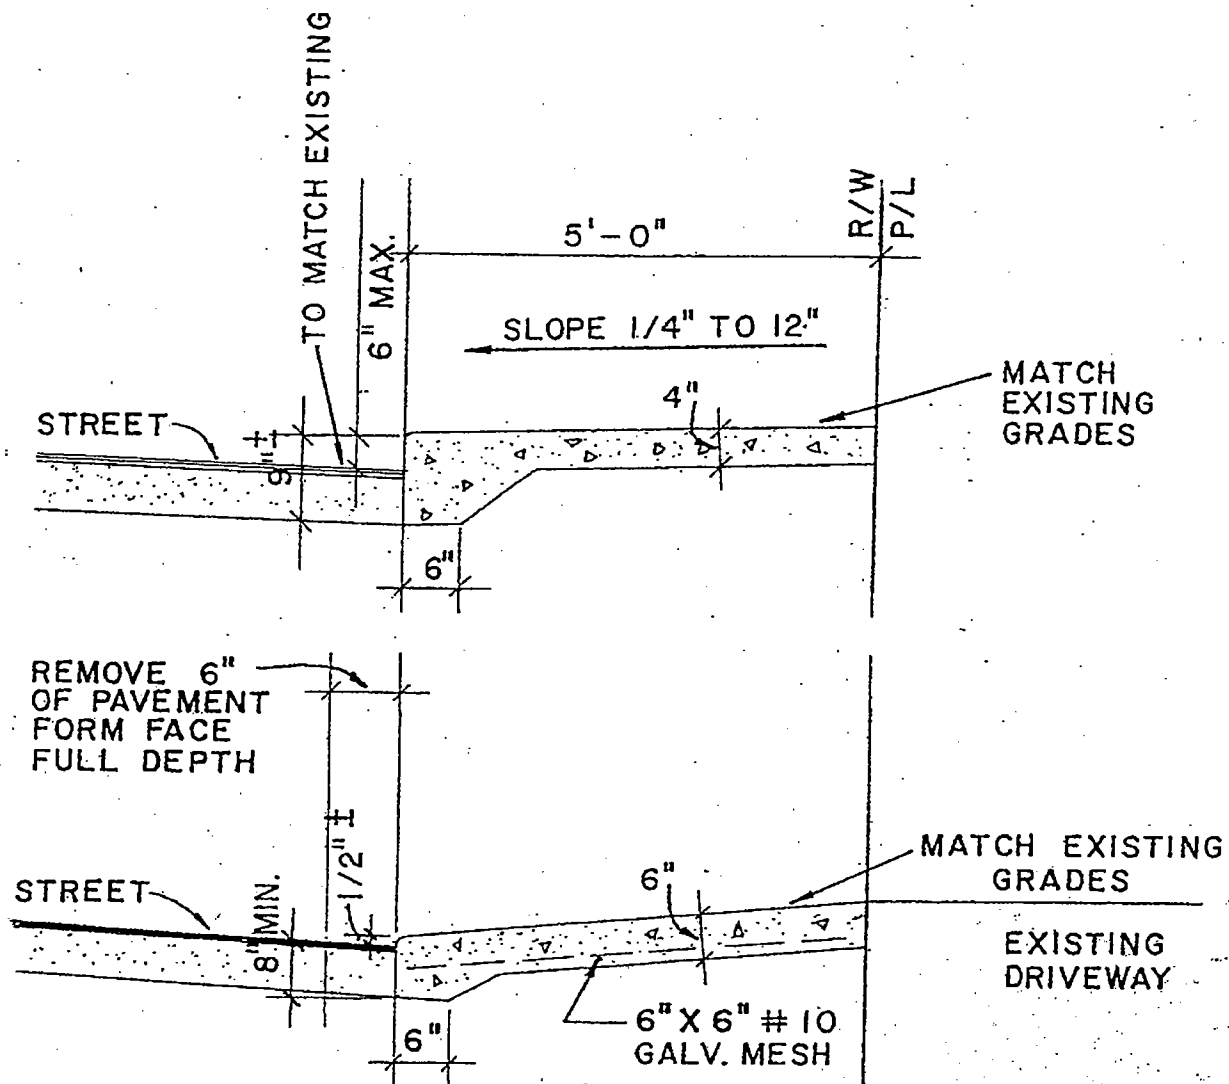 TO MATCH EXISTING
6" MAX.
5'-0"
R/W
P/L
SLOPE 1/4" TO 12"
STREET
9" ±
4"
MATCH
EXISTING
GRADES
6"
REMOVE 6"
OF PAVEMENT
FORM FACE
FULL DEPTH
1/2" ±
STREET
8" MIN.
6"
MATCH EXISTING
GRADES
EXISTING
DRIVEWAY
6" X 6" # 10
GALV. MESH
6"